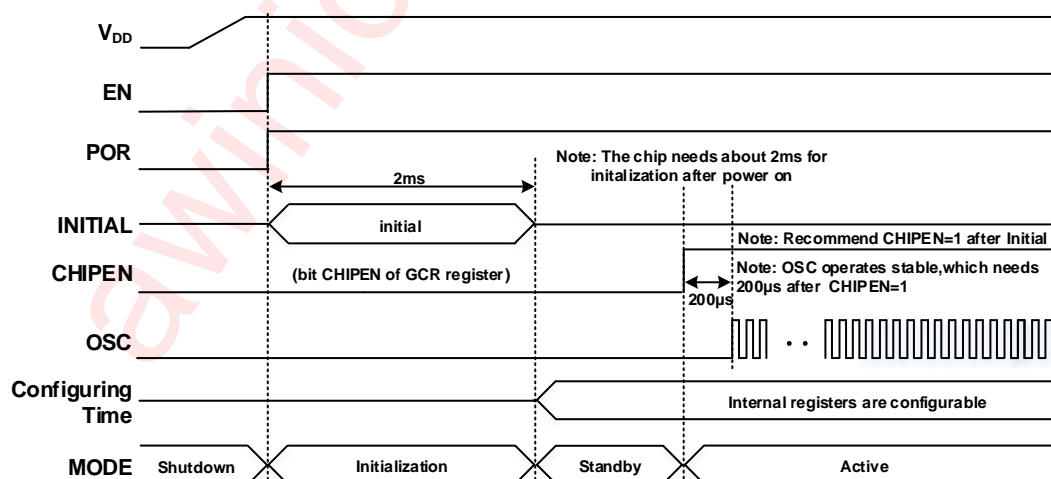 VDD
EN
POR
Note: The chip needs about 2ms for
initalization after power on
2ms
INITIAL
initial
Note: Recommend CHIPEN=1 after Initial
CHIPEN
(bit CHIPEN of GCR register)
Note: OSC operates stable,which needs
200μs after CHIPEN=1
200μs
OSC
Configuring
Time
Internal registers are configurable
MODE
Shutdown
Initialization
Standby
Active
awinic